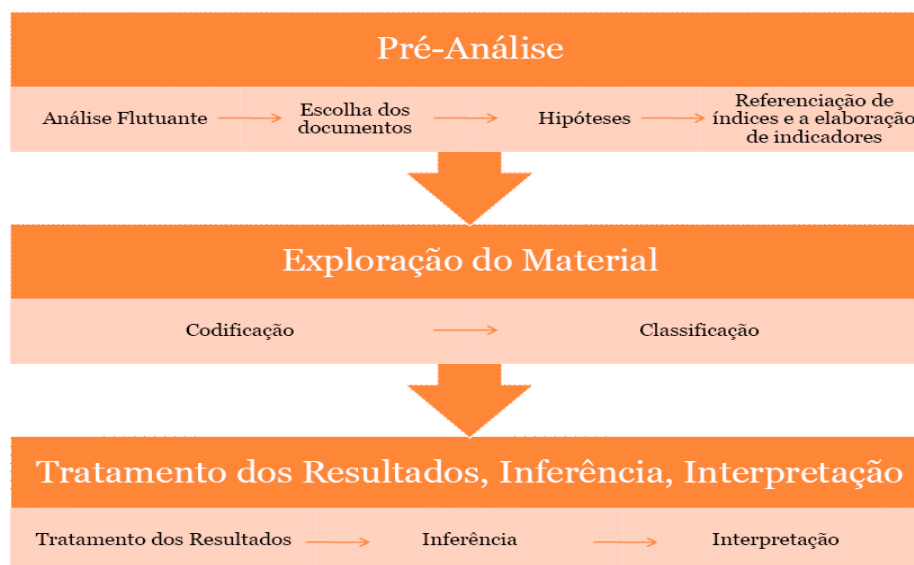 Pré-Análise
Análise Flutuante
Escolha dos
documentos
Hipóteses
Referenciação de
índices e a elaboração
de indicadores
Exploração do Material
Codificação
Classificação
Tratamento dos Resultados, Inferência, Interpretação
Tratamento dos Resultados
Inferência
Interpretação